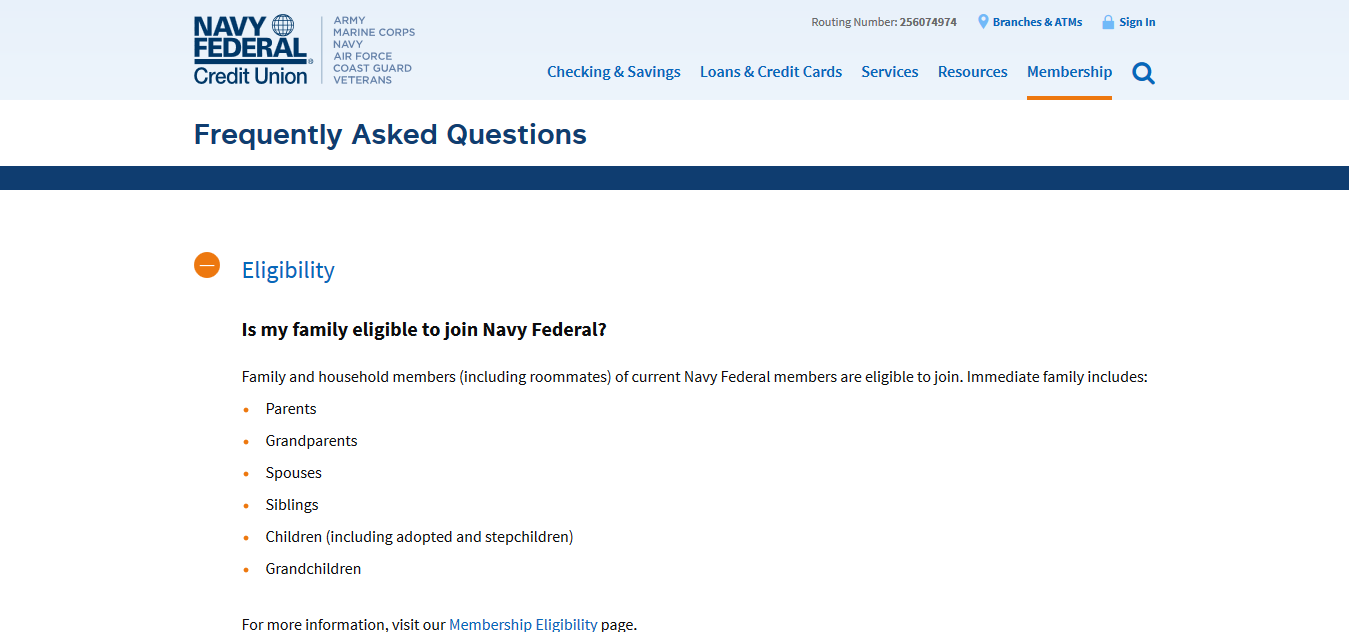 NAVY
FEDERAL®
Credit Union
ARMY
MARINE CORPS
NAVY
AIR FORCE
COAST GUARD
VETERANS
Routing Number: 256074974
Branches & ATMs
Sign In
Checking & Savings
Loans & Credit Cards
Services
Resources
Membership
Frequently Asked Questions
Eligibility
Is my family eligible to join Navy Federal?
Family and household members (including roommates) of current Navy Federal members are eligible to join. Immediate family includes:
• Parents
• Grandparents
• Spouses
• Siblings
• Children (including adopted and stepchildren)
• Grandchildren
For more information, visit our Membership Eligibility page.